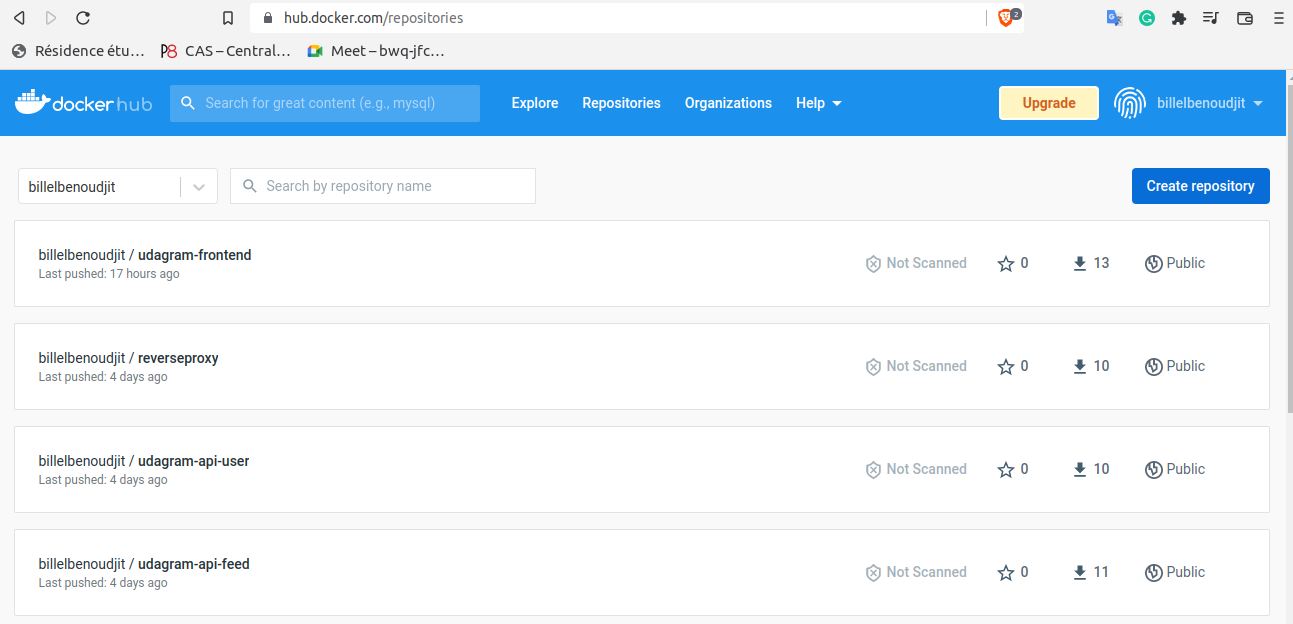 hub.docker.com/repositories
2
Résidence étu... CAS – Central... Meet – bwq-jfc...
docker hub Search for great content (e.g., mysql) Explore Repositories Organizations Help Upgrade billelbenoudjit
billelbenoudjit Search by repository name Create repository
billelbenoudjit / udagram-frontend
Last pushed: 17 hours ago
Not Scanned 0 13 Public
billelbenoudjit / reverseproxy
Last pushed: 4 days ago
Not Scanned 0 10 Public
billelbenoudjit / udagram-api-user
Last pushed: 4 days ago
Not Scanned 0 10 Public
billelbenoudjit / udagram-api-feed
Last pushed: 4 days ago
Not Scanned 0 11 Public